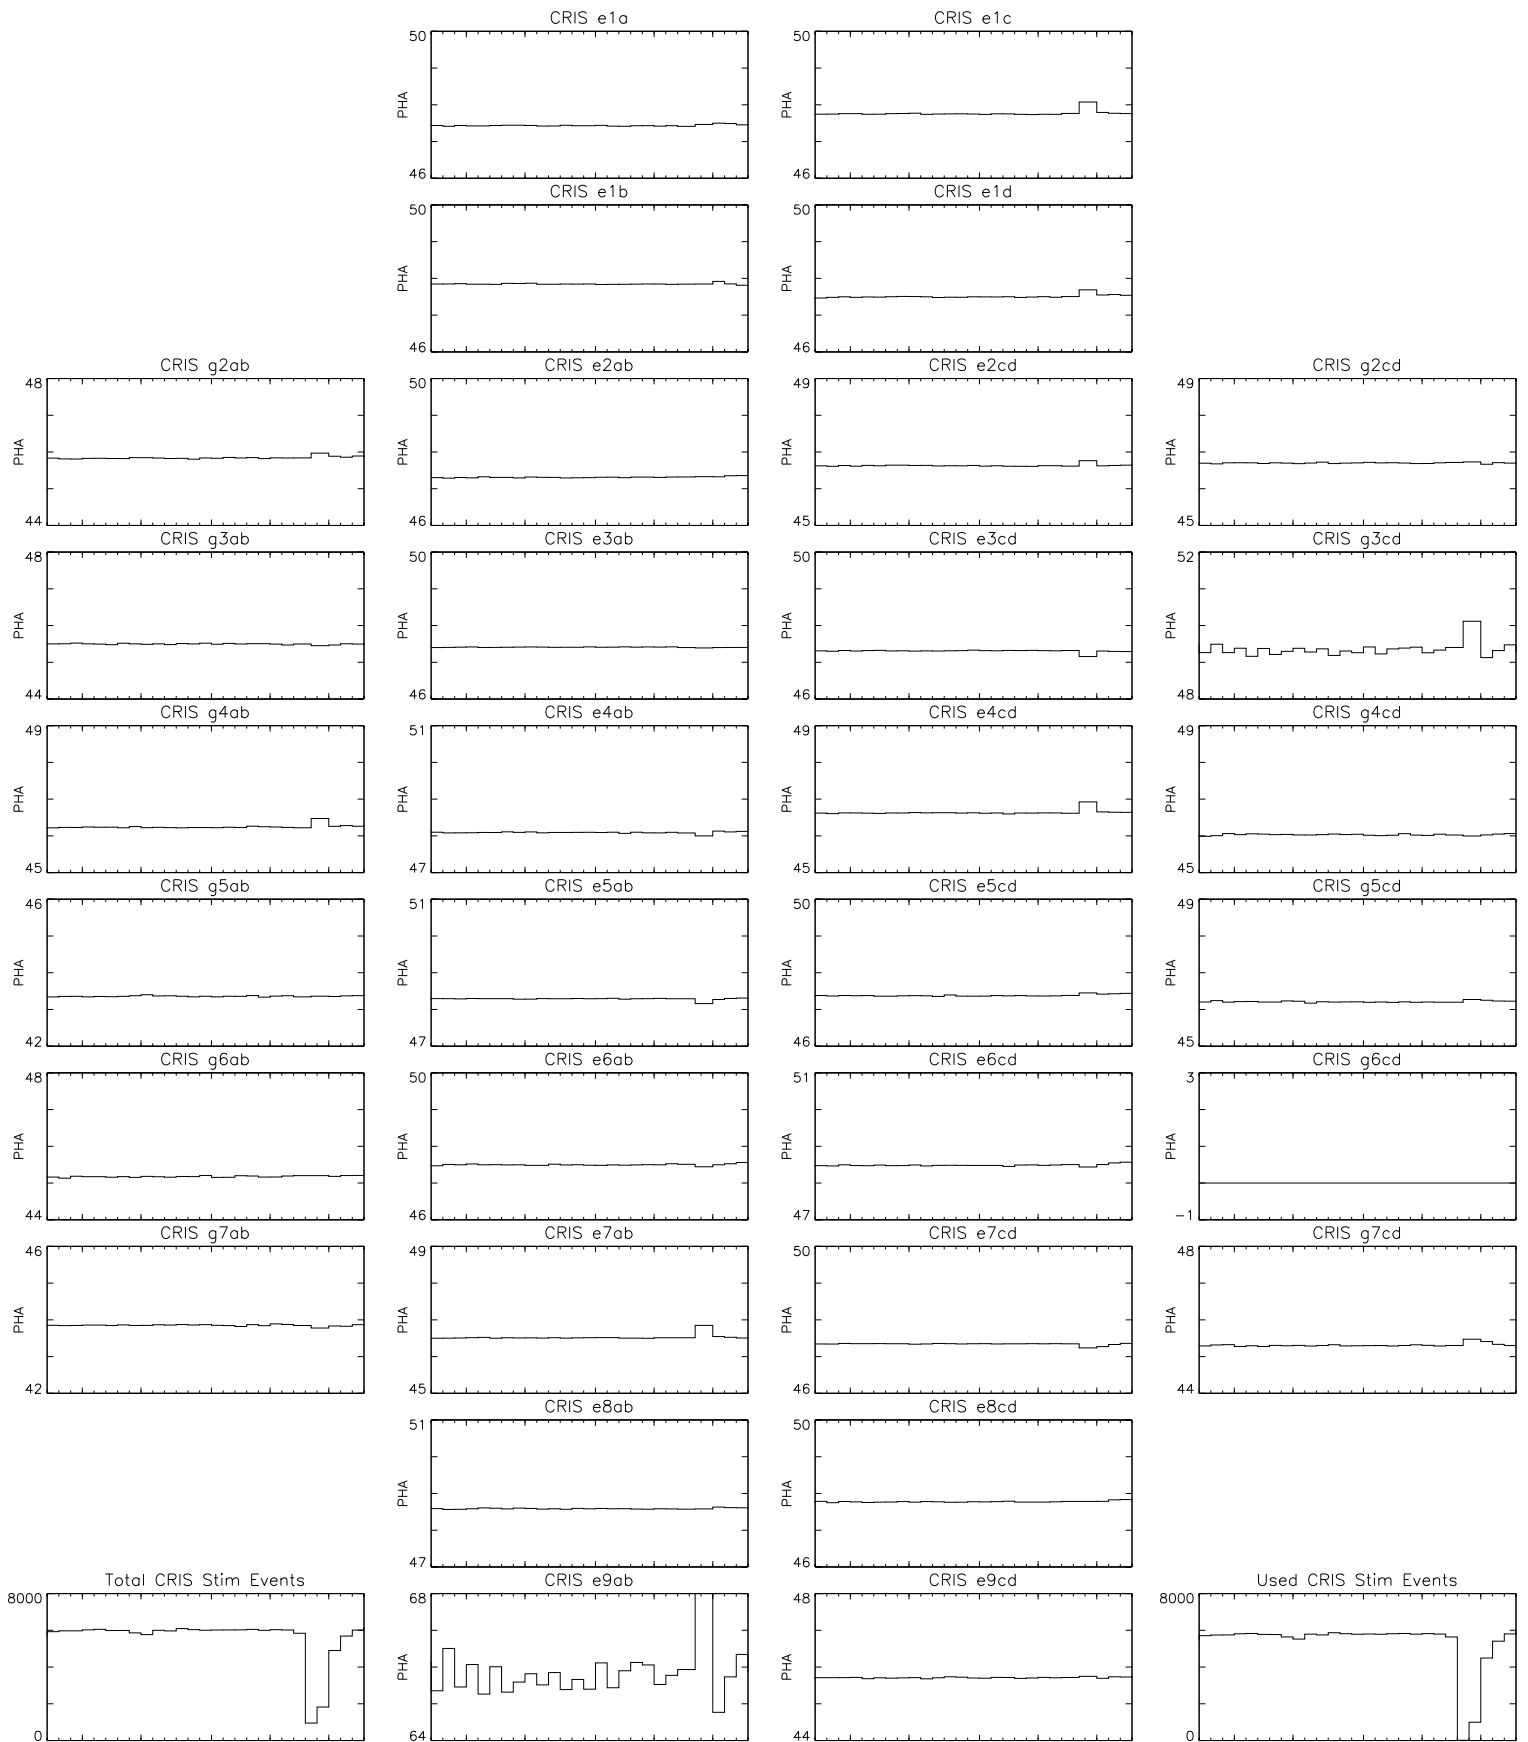 CRIS e1a
CRIS e1c
50
PHA
46
50
PHA
46
CRIS e1b
CRIS e1d
50
PHA
46
50
PHA
46
CRIS g2ab
CRIS e2ab
CRIS e2cd
CRIS g2cd
48
PHA
44
50
PHA
46
49
PHA
45
49
PHA
45
CRIS g3ab
CRIS e3ab
CRIS e3cd
CRIS g3cd
48
PHA
44
50
PHA
46
50
PHA
46
52
PHA
48
CRIS g4ab
CRIS e4ab
CRIS e4cd
CRIS g4cd
49
PHA
45
51
PHA
47
49
PHA
45
49
PHA
45
CRIS g5ab
CRIS e5ab
CRIS e5cd
CRIS g5cd
46
PHA
42
51
PHA
47
50
PHA
46
49
PHA
45
CRIS g6ab
CRIS e6ab
CRIS e6cd
CRIS g6cd
48
PHA
44
50
PHA
46
51
PHA
47
3
PHA
-1
CRIS g7ab
CRIS e7ab
CRIS e7cd
CRIS g7cd
46
PHA
42
49
PHA
45
50
PHA
46
48
PHA
44
CRIS e8ab
CRIS e8cd
51
PHA
47
50
PHA
46
Total CRIS Stim Events
CRIS e9ab
CRIS e9cd
Used CRIS Stim Events
8000
0
68
PHA
64
48
PHA
44
8000
0